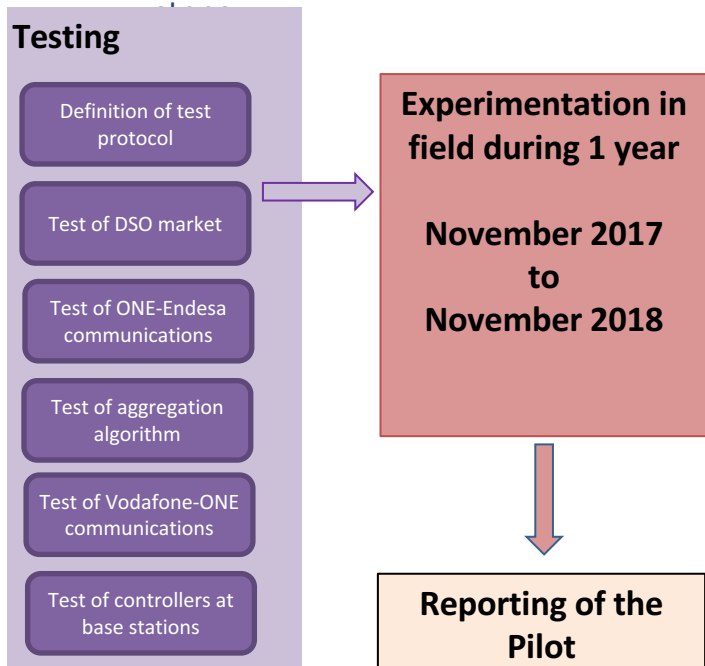 Testing
Definition of test
protocol
Test of DSO market
Test of ONE-Endesa
communications
Test of aggregation
algorithm
Test of Vodafone-ONE
communications
Test of controllers at
base stations
Experimentation in
field during 1 year
November 2017
to
November 2018
Reporting of the
Pilot